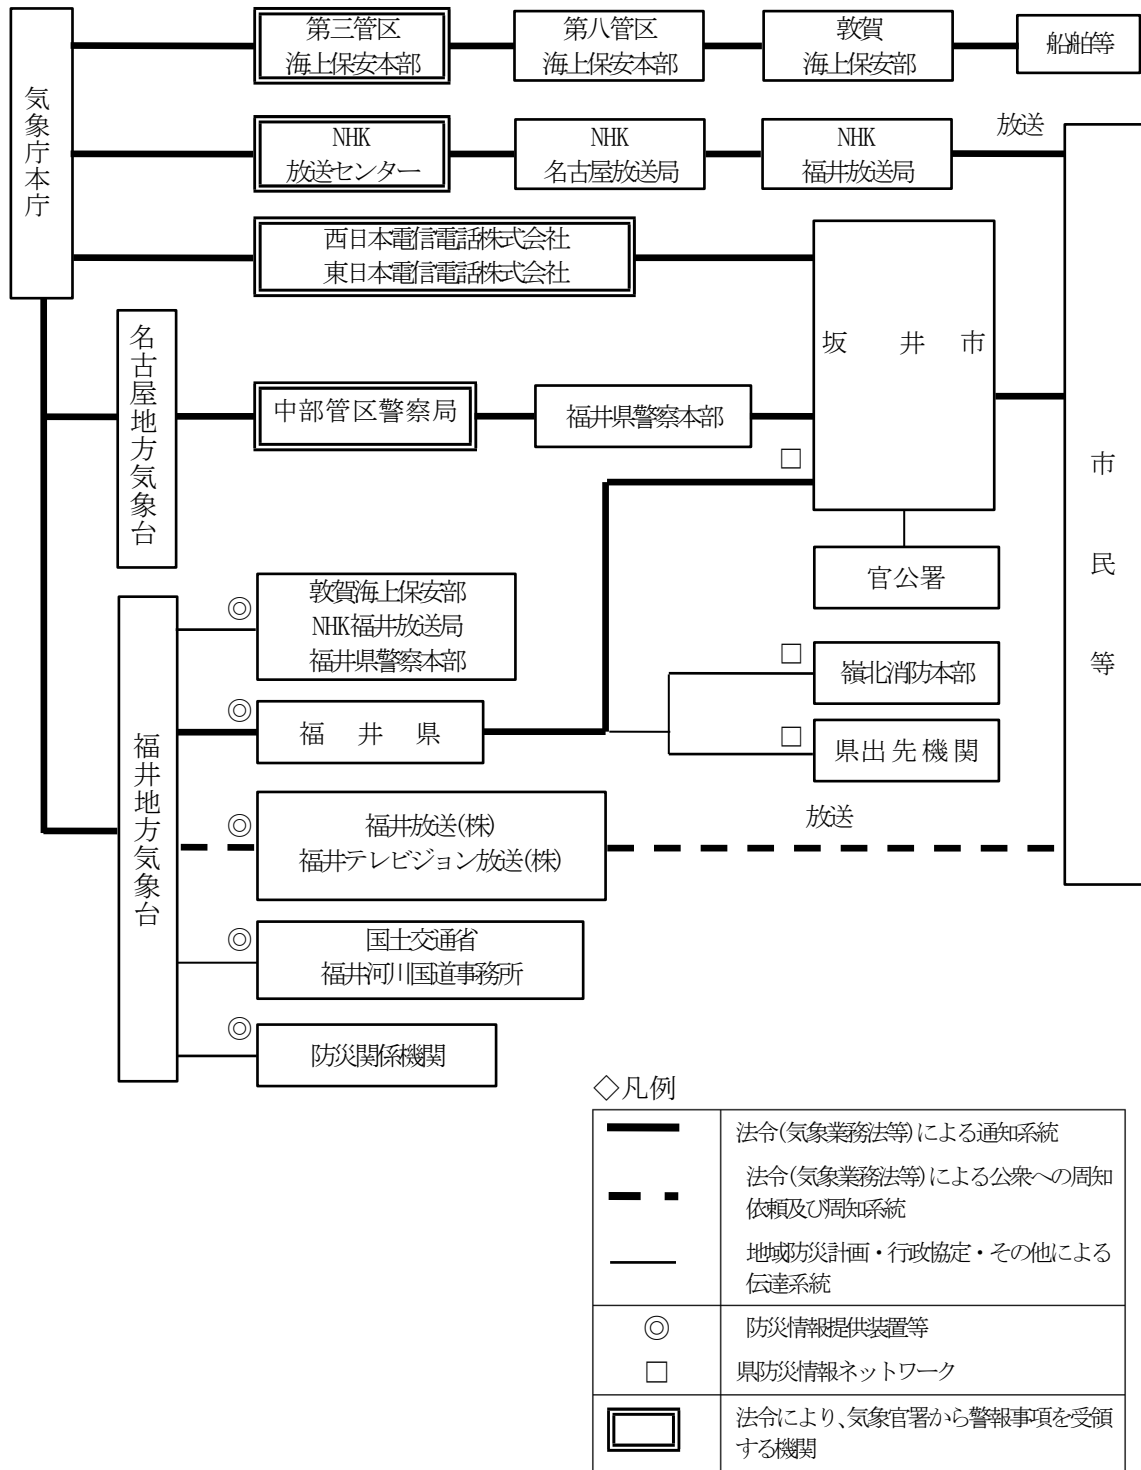 気象庁本庁
第三管区
海上保安本部
第八管区
海上保安本部
敦賀
海上保安部
船舶等
NHK
放送センター
NHK
名古屋放送局
NHK
福井放送局
放送
西日本電信電話株式会社
東日本電信電話株式会社
坂井市
市民等
名古屋地方気象台
中部管区警察局
福井県警察本部
□
官公署
福井地方気象台
◎
敦賀海上保安部
NHK福井放送局
福井県警察本部
□
嶺北消防本部
◎
福井県
□
県出先機関
◎
福井放送(株)
福井テレビジョン放送(株)
放送
◎
国土交通省
福井河川国道事務所
◎
防災関係機関
◇凡例
法令(気象業務法等)による通知系統
法令(気象業務法等)による公衆への周知
依頼及び周知系統
地域防災計画・行政協定・その他による
伝達系統
◎ 防災情報提供装置等
□ 県防災情報ネットワーク
法令により、気象官署から警報事項を受領
する機関